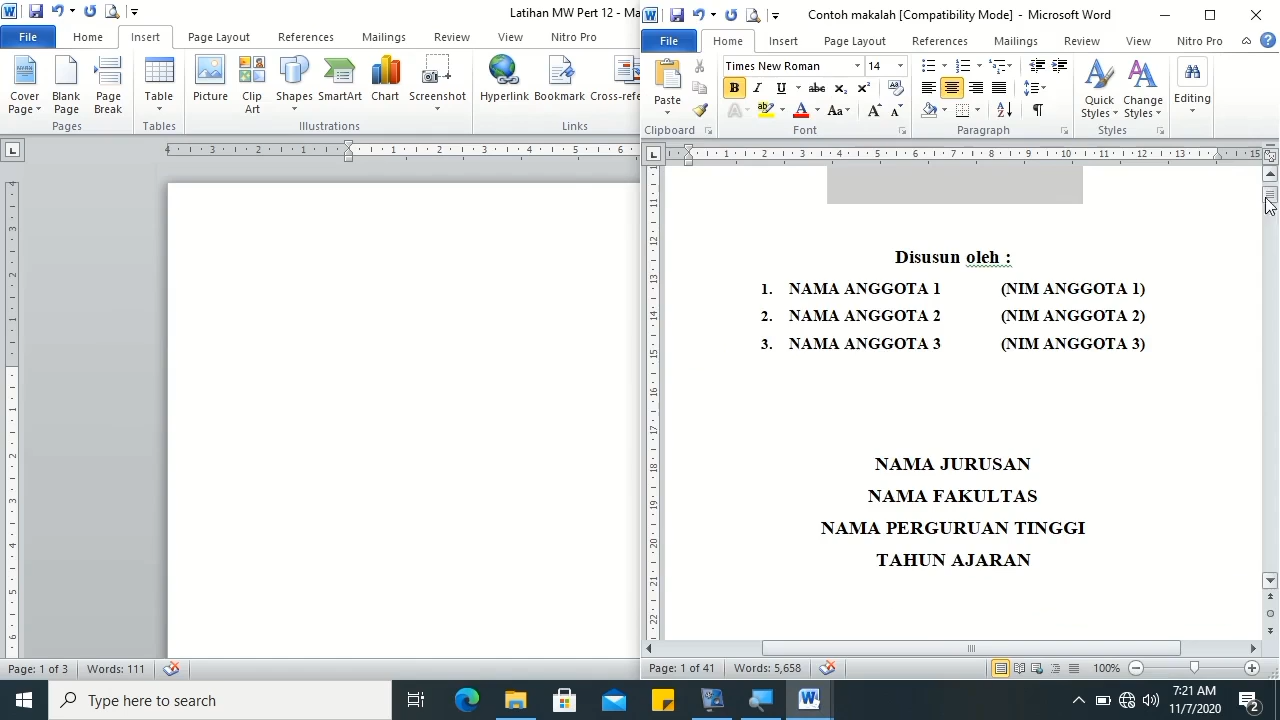 Latihan MW Pert 12 - Ma
File Home Insert Page Layout References Mailings Review View Nitro Pro
Cover Page Blank Page Page Break Table Picture Clip Art Shapes SmartArt Chart Screenshot Hyperlink Bookmark Cross-refe
Pages Tables Illustrations Links
Contoh makalah [Compatibility Mode] - Microsoft Word
File Home Insert Page Layout References Mailings Review View Nitro Pro
Times New Roman 14
Paste Quick Styles Change Styles Editing
Clipboard Font Paragraph Styles
Disusun oleh :
1. NAMA ANGGOTA 1 (NIM ANGGOTA 1)
2. NAMA ANGGOTA 2 (NIM ANGGOTA 2)
3. NAMA ANGGOTA 3 (NIM ANGGOTA 3)
NAMA JURUSAN
NAMA FAKULTAS
NAMA PERGURUAN TINGGI
TAHUN AJARAN
Page: 1 of 3 Words: 111
Page: 1 of 41 Words: 5,658 100%
Type here to search
7:21 AM
11/7/2020
2